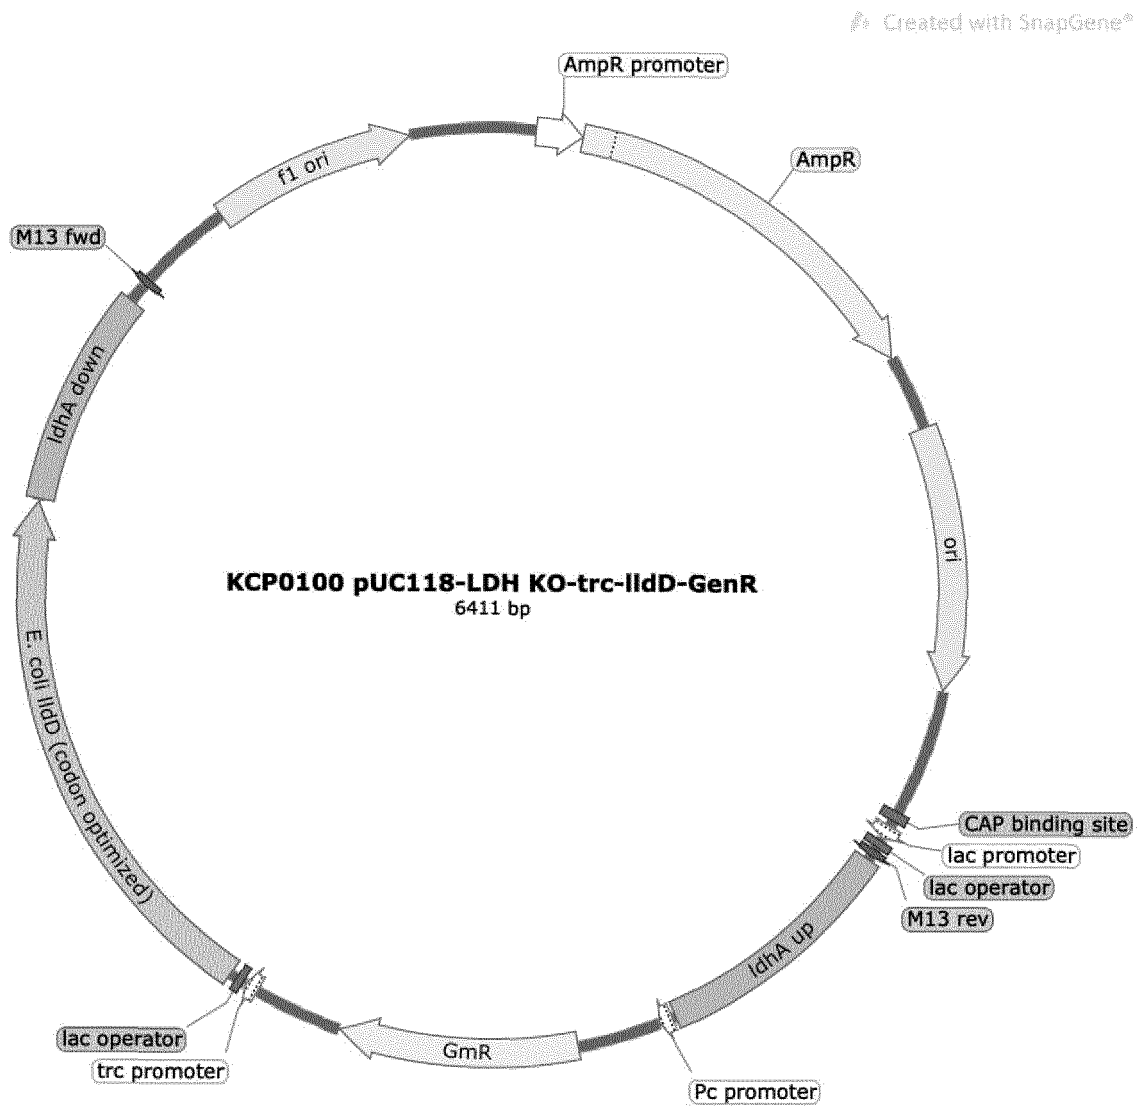 Created with SnapGene®
AmpR promoter
AmpR
f1 ori
M13 fwd
ldhA down
ori
KCP0100 pUC118-LDH KO-trc-lldD-GenR
6411 bp
E. coli lldD (codon optimized)
CAP binding site
lac promoter
lac operator
M13 rev
ldhA up
lac operator
trc promoter
GmR
Pc promoter